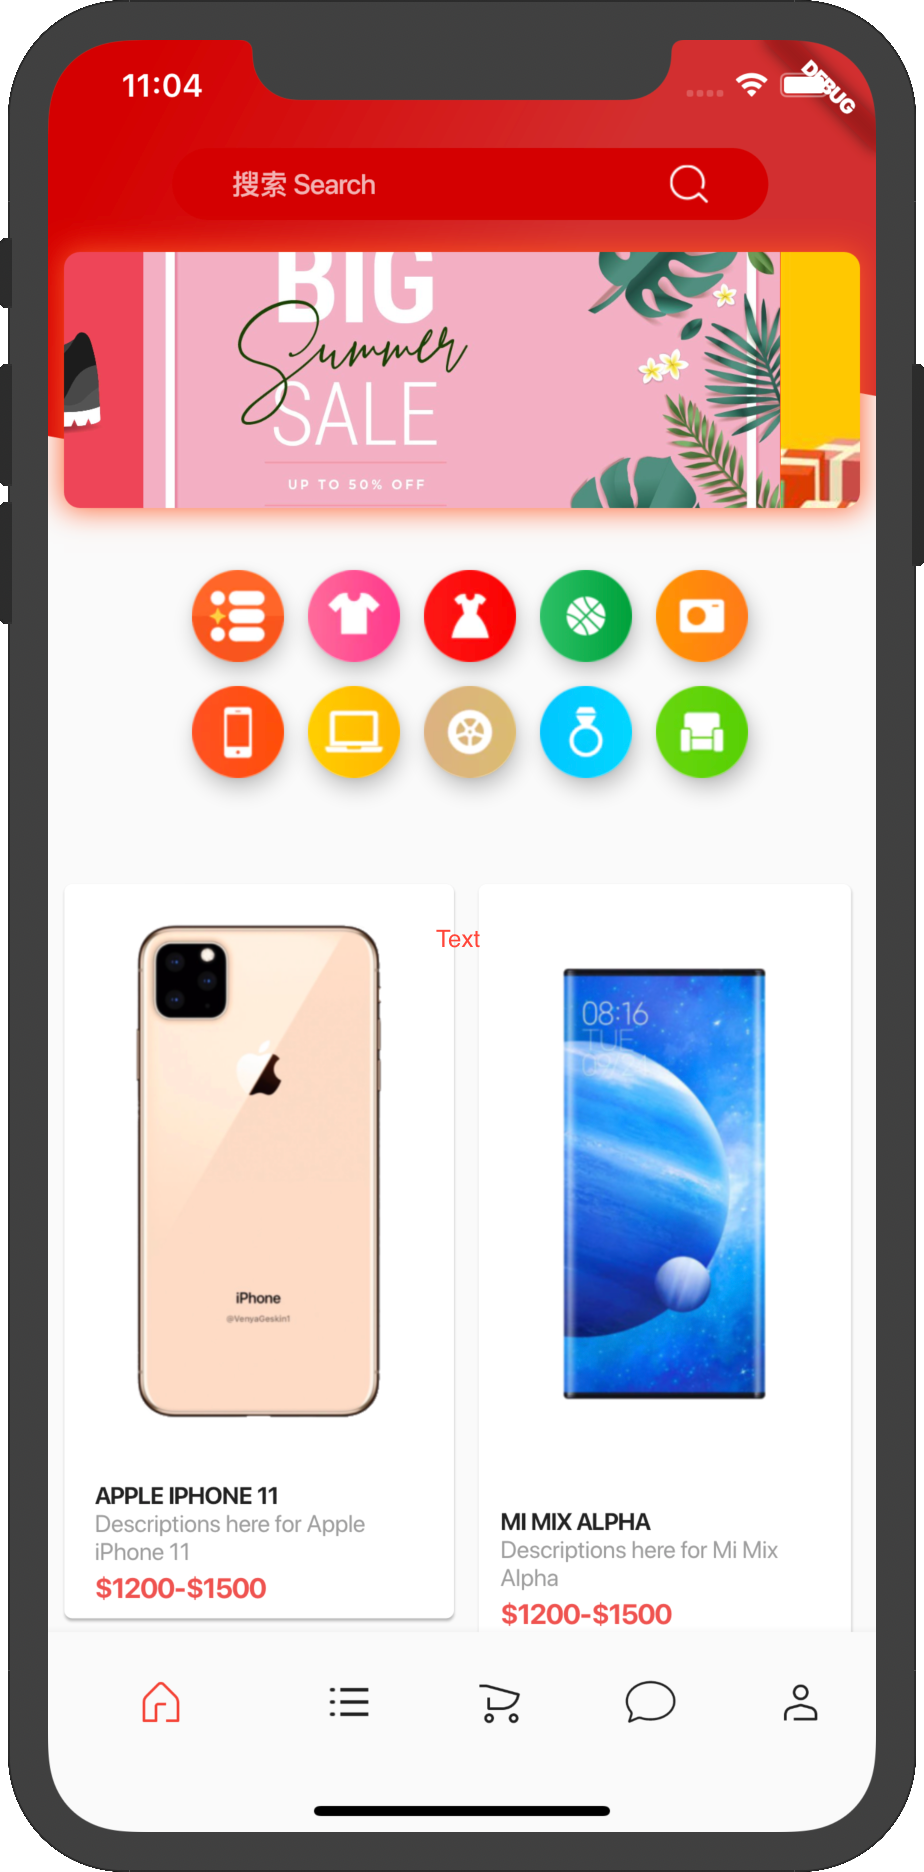 11:04
DEBUG
搜索 Search
BIG
Summer
SALE
UP TO 50% OFF
Text
08:16
TUE
iPhone
@VenyaGeskin1
APPLE IPHONE 11
Descriptions here for Apple
iPhone 11
$1200-$1500
MI MIX ALPHA
Descriptions here for Mi Mix
Alpha
$1200-$1500